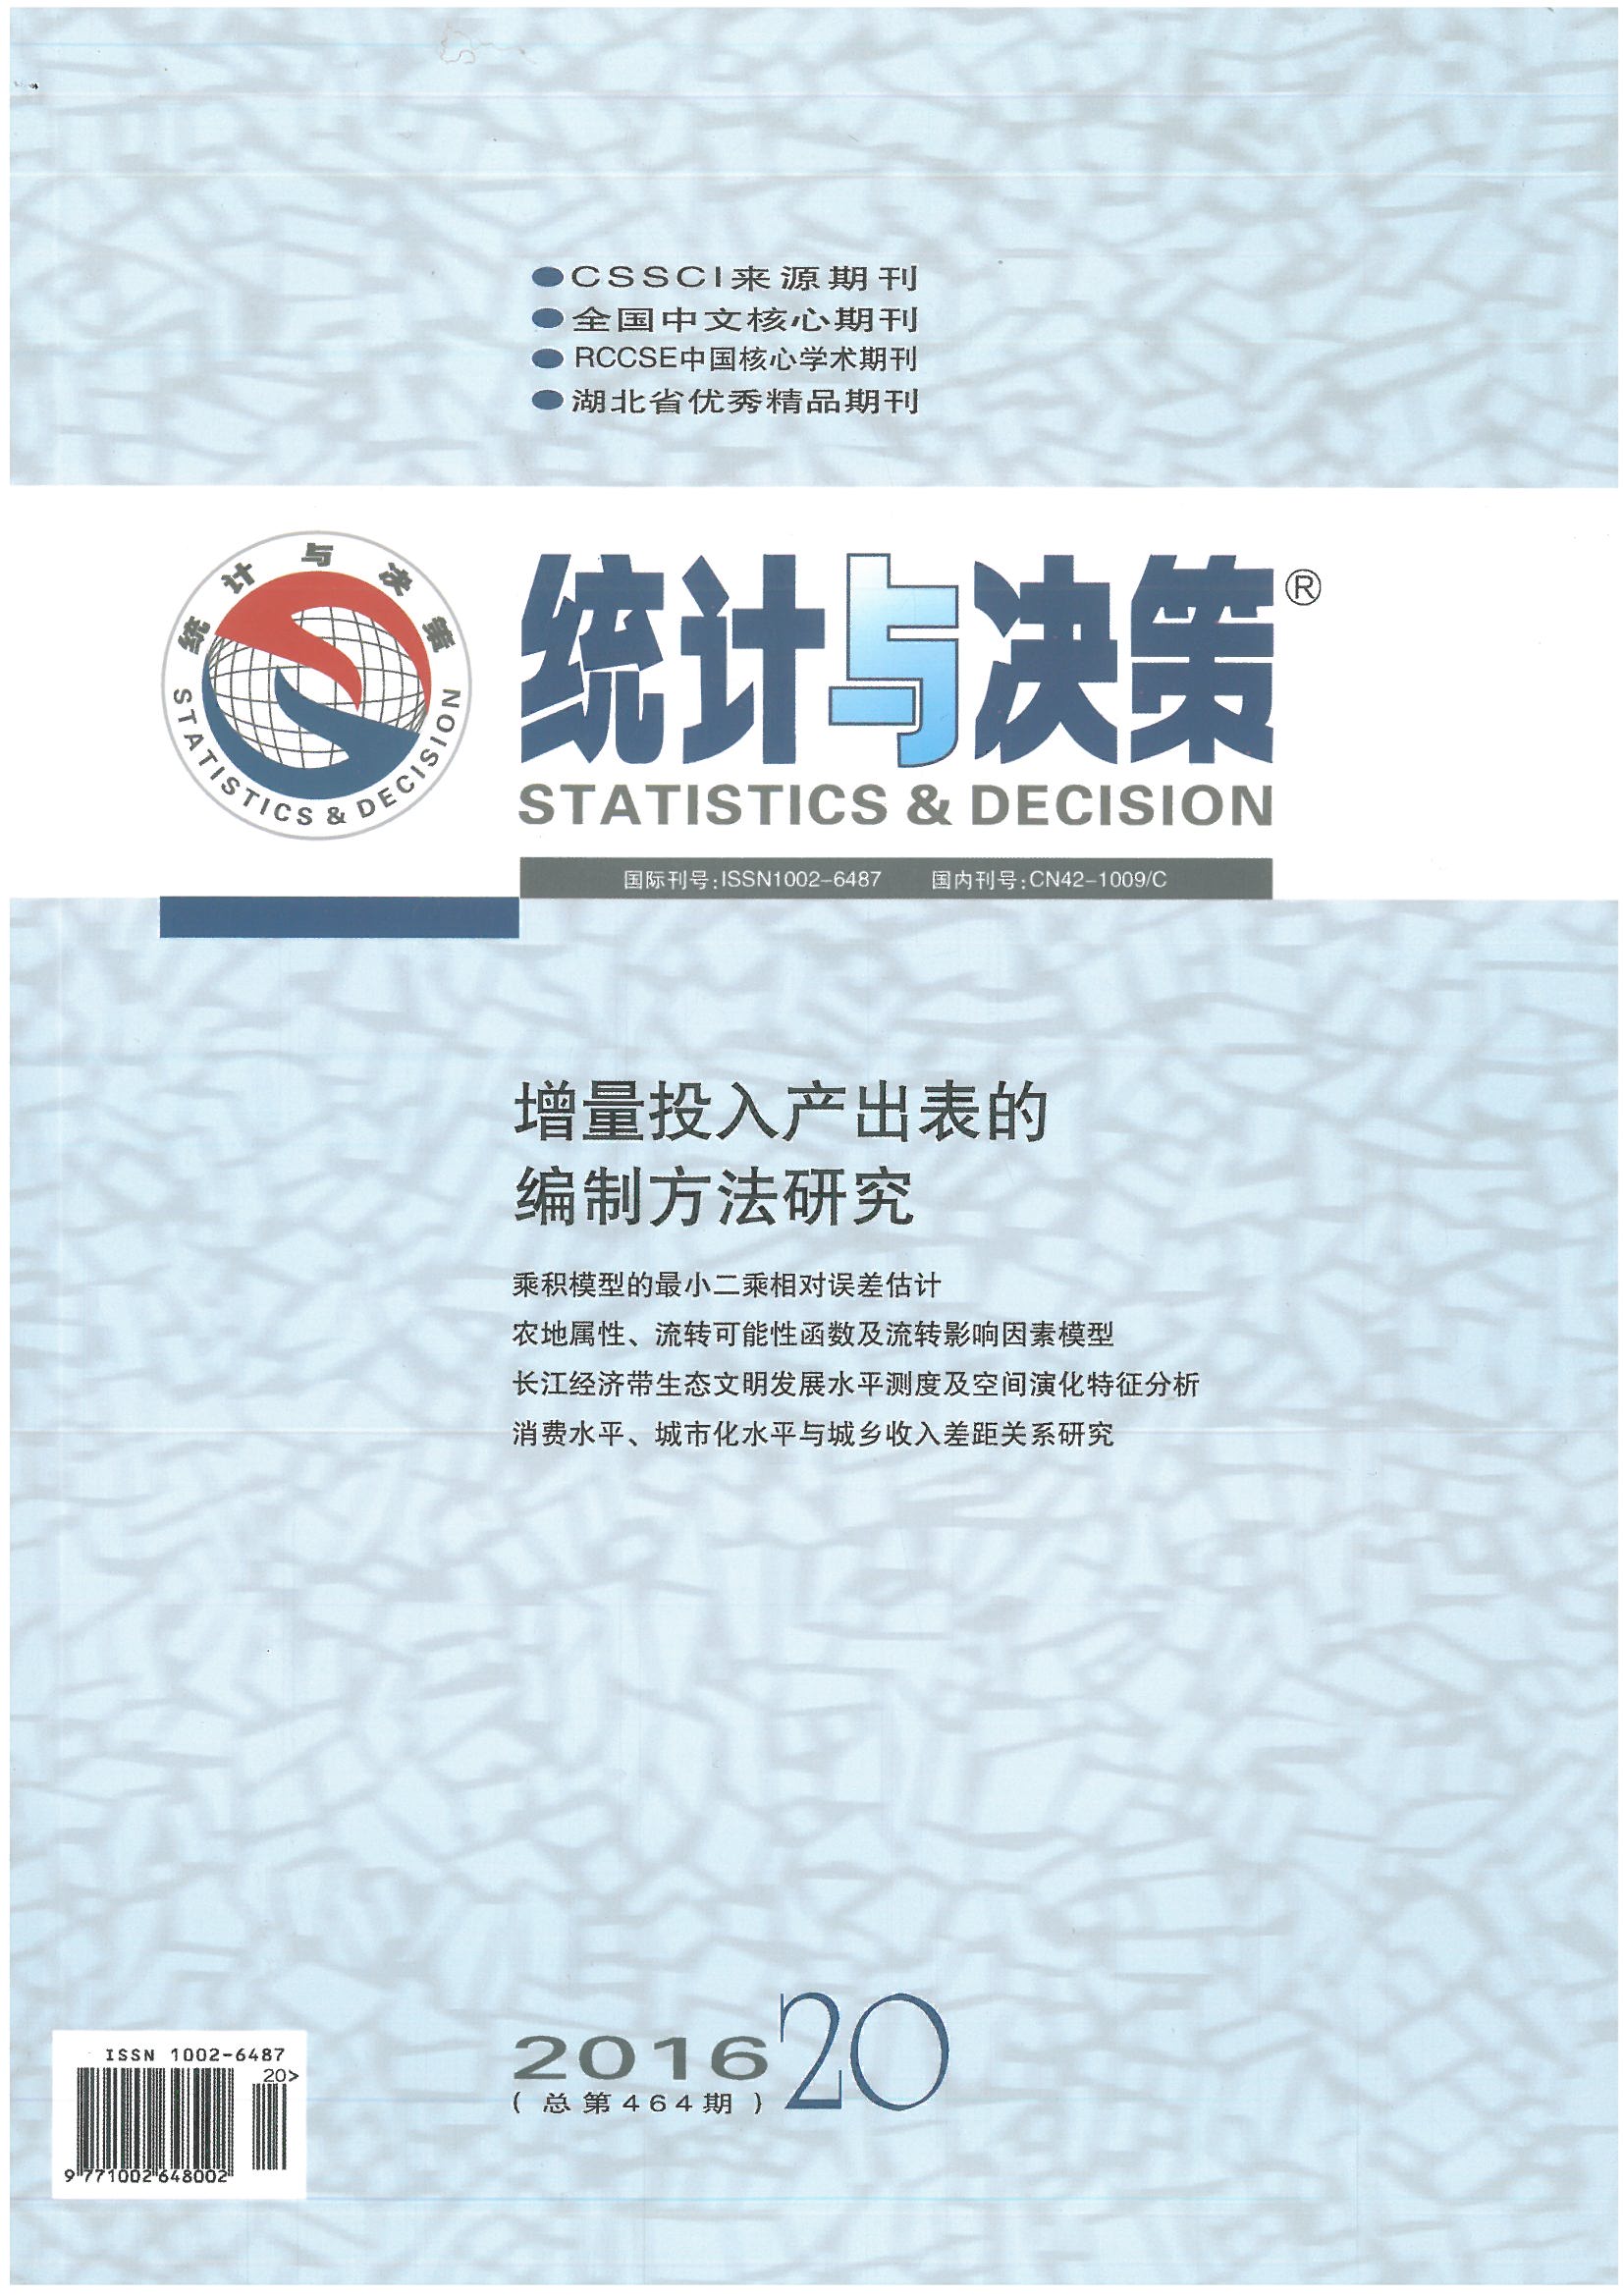 ●CSSCI来源期刊
●全国中文核心期刊
●RCCSE中国核心学术期刊
●湖北省优秀精品期刊
统计与决策
STATISTICS & DECISION
统计与决策®
STATISTICS & DECISION
国际刊号:ISSN1002-6487 国内刊号:CN42-1009/C
增量投入产出表的
编制方法研究
乘积模型的最小二乘相对误差估计
农地属性、流转可能性函数及流转影响因素模型
长江经济带生态文明发展水平测度及空间演化特征分析
消费水平、城市化水平与城乡收入差距关系研究
2016 20
(总第464期)
ISSN 1002-6487
20>
9 771002 648002